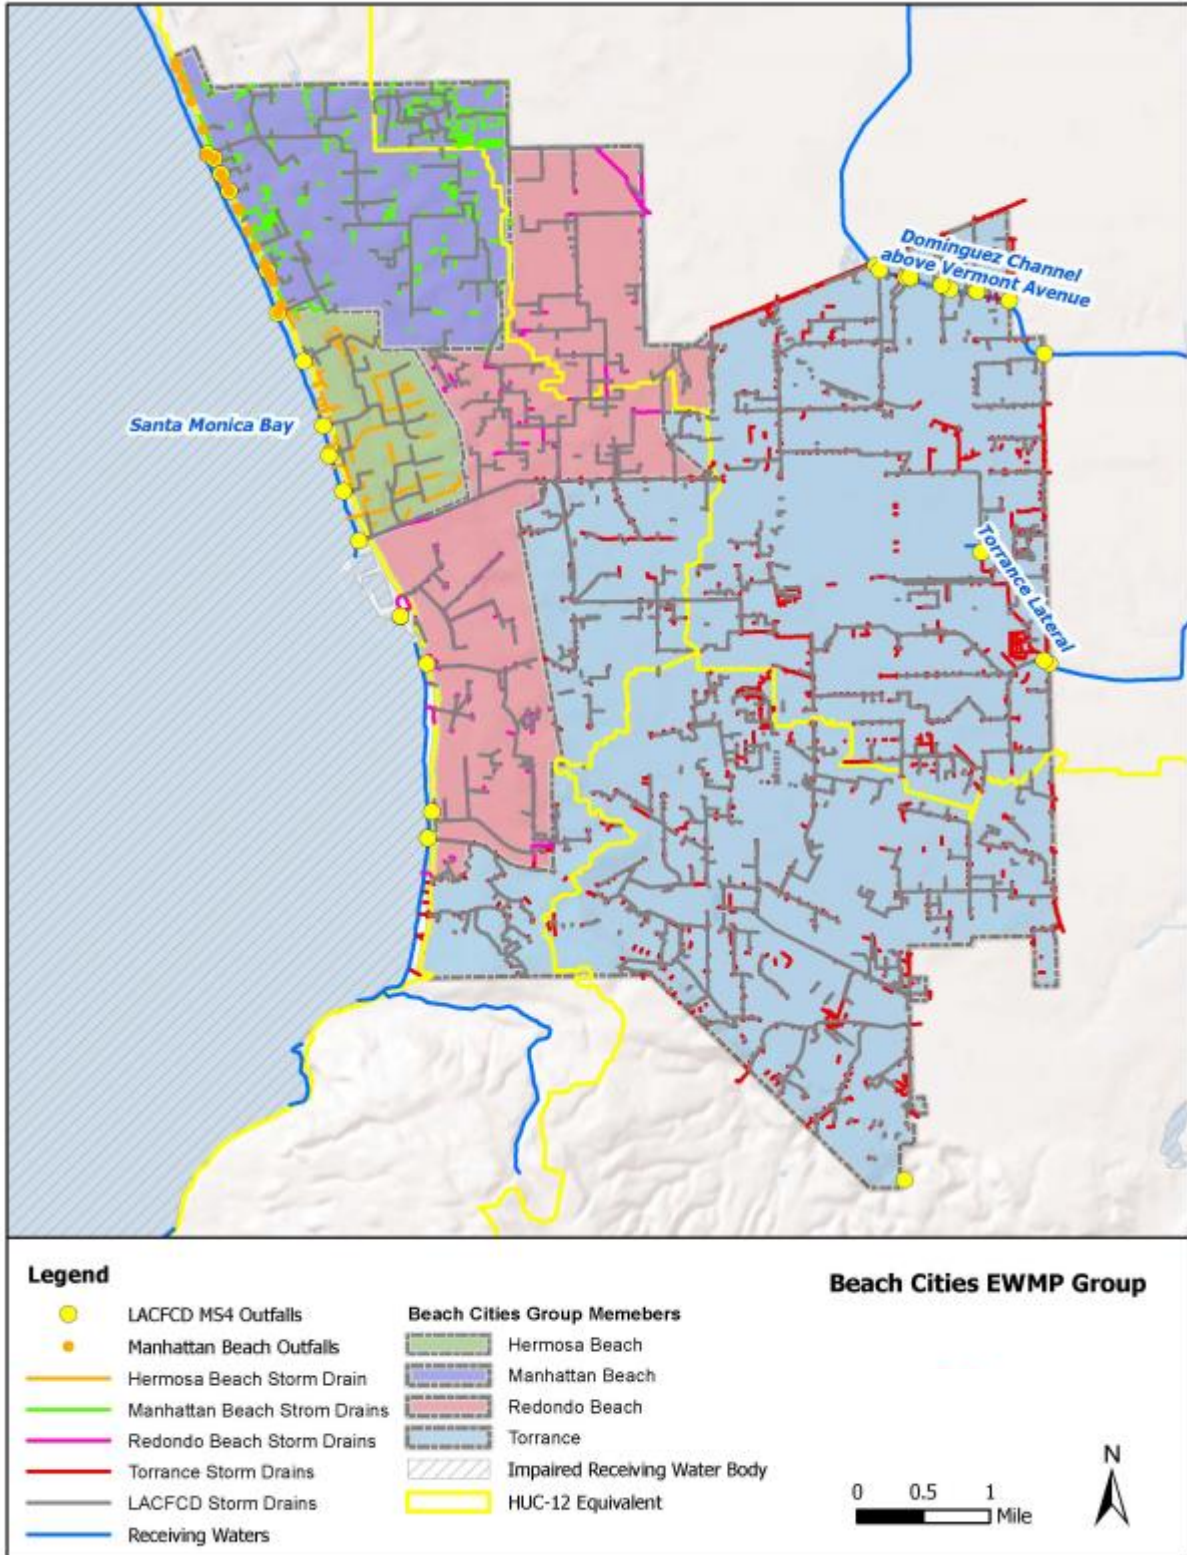 Dominguez Channel
above Vermont Avenue
Santa Monica Bay
Torrance Lateral
Legend
LACFCD MS4 Outfalls
Manhattan Beach Outfalls
Hermosa Beach Storm Drain
Manhattan Beach Strom Drains
Redondo Beach Storm Drains
Torrance Storm Drains
LACFCD Storm Drains
Receiving Waters
Beach Cities Group Memebers
Hermosa Beach
Manhattan Beach
Redondo Beach
Torrance
Impaired Receiving Water Body
HUC-12 Equivalent
Beach Cities EWMP Group
0 0.5 1
Mile
N